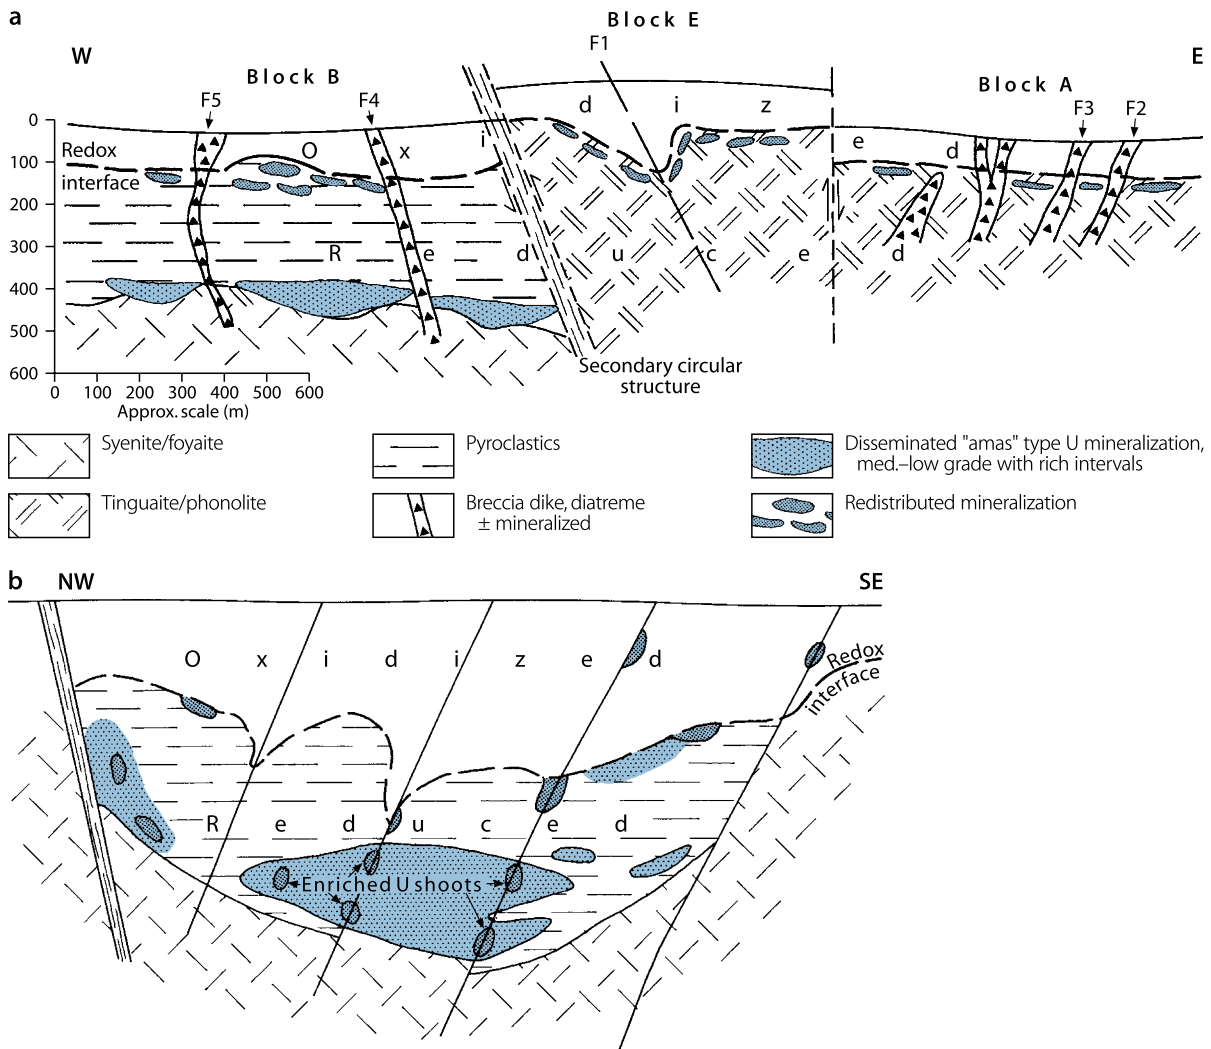 a
Block E
F1
W
E
Block B
Block A
F5
F4
F3
F2
d i z
O x i
e d
Redox
interface
R e d u c e d
0
100
200
300
400
500
600
0 100 200 300 400 500 600
Approx. scale (m)
Secondary circular
structure
Syenite/foyaite
Pyroclastics
Disseminated "amas" type U mineralization,
med.–low grade with rich intervals
Tinguaite/phonolite
Breccia dike, diatreme
± mineralized
Redistributed mineralization
b NW
SE
O x i d i z e d
Redox
interface
R e d u c e d
Enriched U shoots